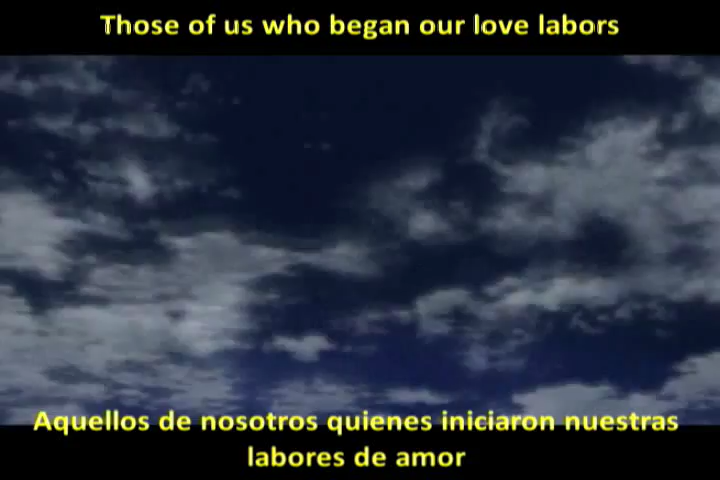 Those of us who began our love labors
Aquellos de nosotros quienes iniciaron nuestras
labores de amor